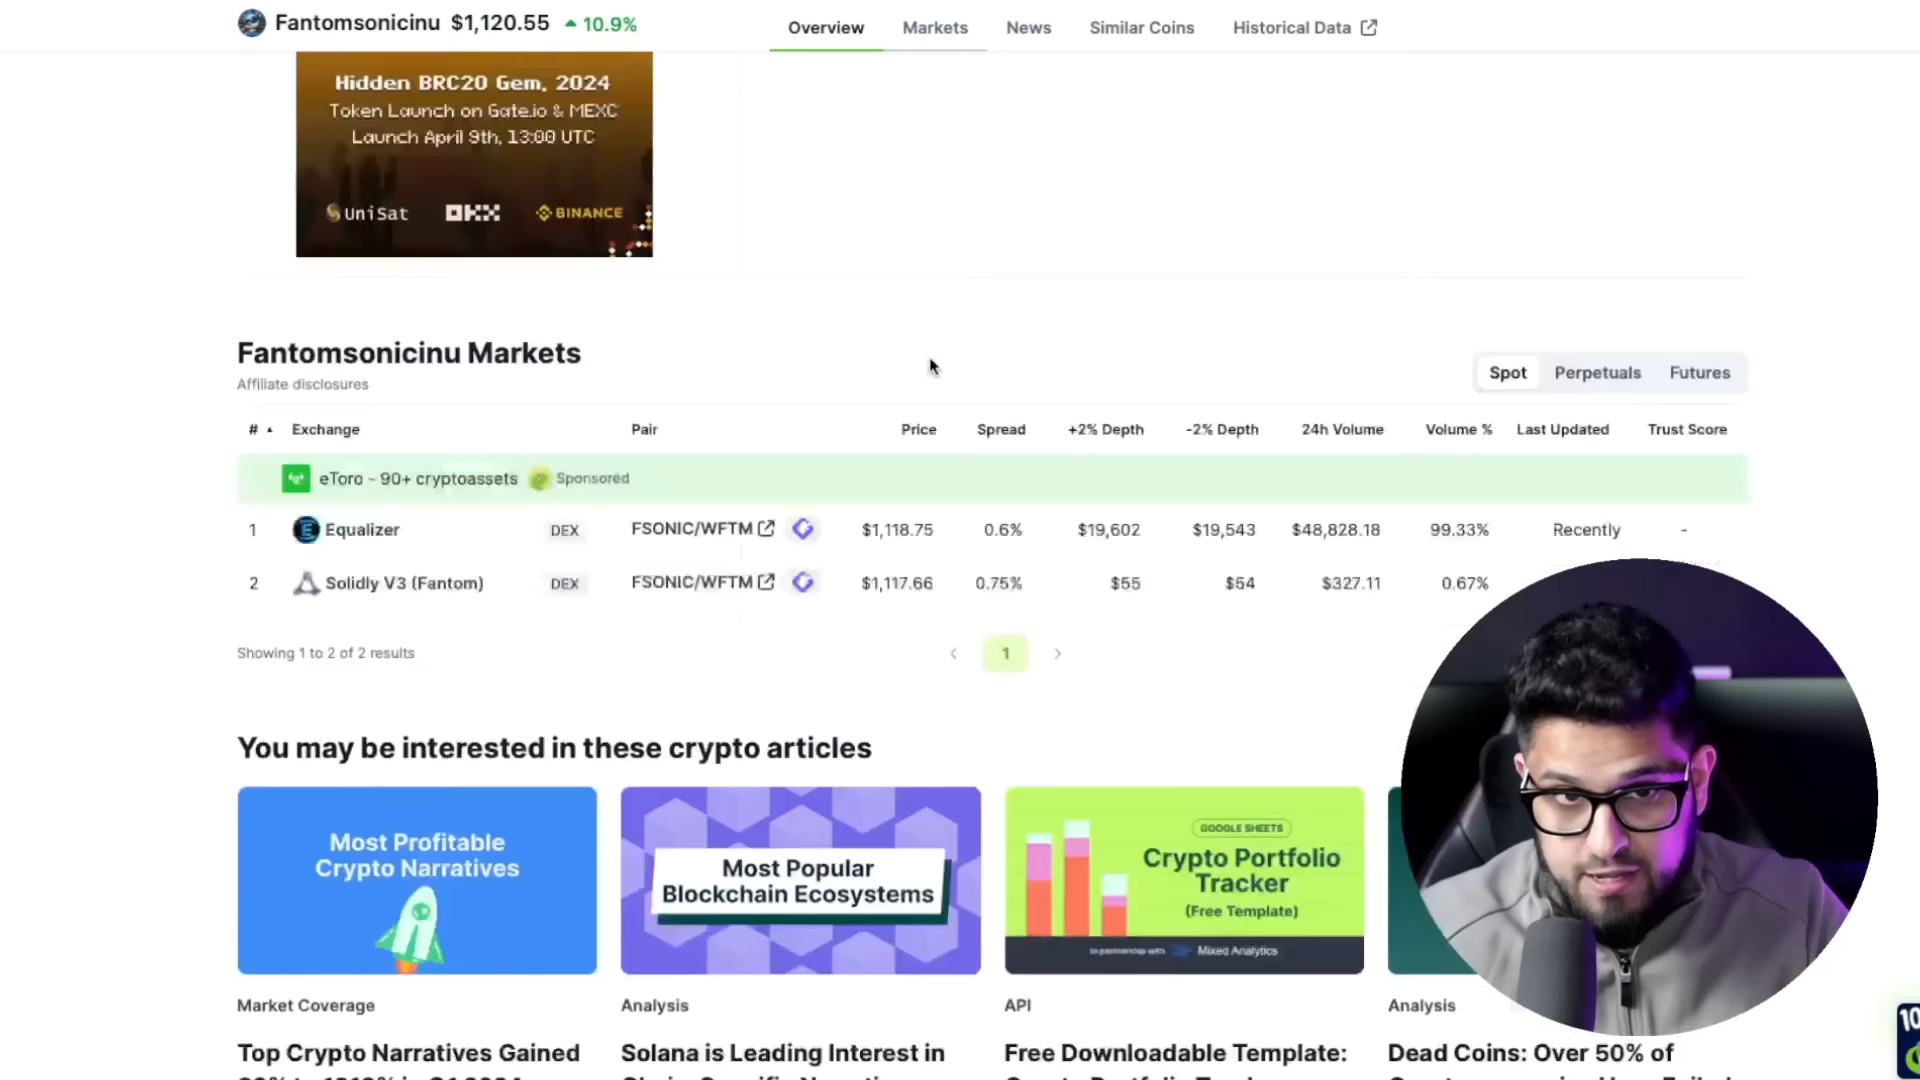 Fantomsonicinu $1,120.55 10.9%
Overview Markets News Similar Coins Historical Data
Hidden BRC20 Gem, 2024
Token Launch on Gate.io & MEXC
Launch April 9th, 13:00 UTC
UniSat OKX BINANCE
Fantomsonicinu Markets
Affiliate disclosures
Spot Perpetuals Futures
# Exchange Pair Price Spread +2% Depth -2% Depth 24h Volume Volume % Last Updated Trust Score
eToro - 90+ cryptoassets Sponsored
1 Equalizer DEX FSONIC/WFTM $1,118.75 0.6% $19,602 $19,543 $48,828.18 99.33% Recently -
2 Solidly V3 (Fantom) DEX FSONIC/WFTM $1,117.66 0.75% $55 $54 $327.11 0.67%
Showing 1 to 2 of 2 results
1
You may be interested in these crypto articles
Most Profitable
Crypto Narratives
Most Popular
Blockchain Ecosystems
GOOGLE SHEETS
Crypto Portfolio
Tracker
(Free Template)
in partnership with Mixed Analytics
Market Coverage
Analysis
API
Analysis
Top Crypto Narratives Gained
Solana is Leading Interest in
Free Downloadable Template:
Dead Coins: Over 50% of